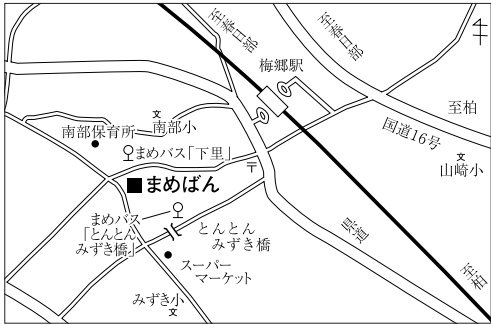 至春日部
至春日部
梅郷駅
至柏
国道16号
文
南部小
南部保育所
まめバス「下里」
文
山崎小
〒
■まめばん
まめバス
「とんとん
みずき橋」
とんとん
みずき橋
県道
至柏
スーパー
マーケット
みずき小
文